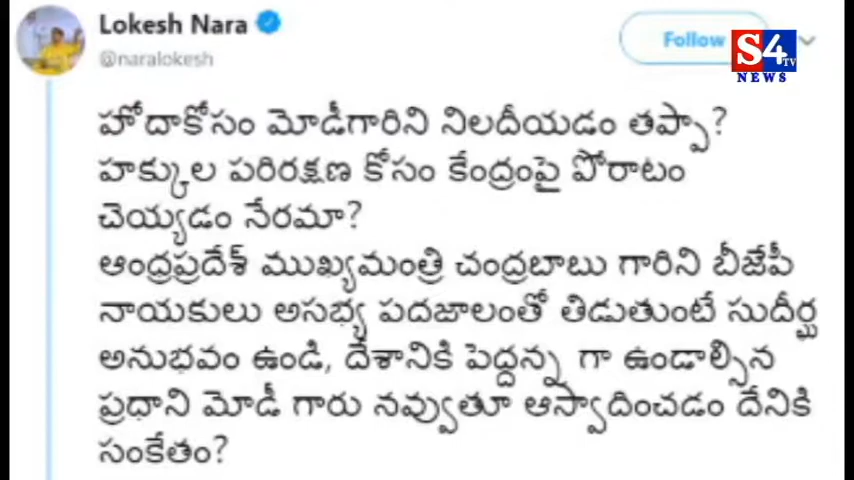 Lokesh Nara
@naralokesh
Follow
S4 TV
NEWS
హోదాకోసం మోడీగారిని నిలదీయడం తప్పా?
హక్కుల పరిరక్షణ కోసం కేంద్రంపై పోరాటం
చెయ్యడం నేరమా?
ఆంధ్రప్రదేశ్ ముఖ్యమంత్రి చంద్రబాబు గారిని బీజేపీ
నాయకులు అసభ్య పదజాలంతో తిడుతుంటే సుదీర్ఘ
అనుభవం ఉండి, దేశానికి పెద్దన్న గా ఉండాల్సిన
ప్రధాని మోడీ గారు నవ్వుతూ ఆస్వాదించడం దేనికి
సంకేతం?